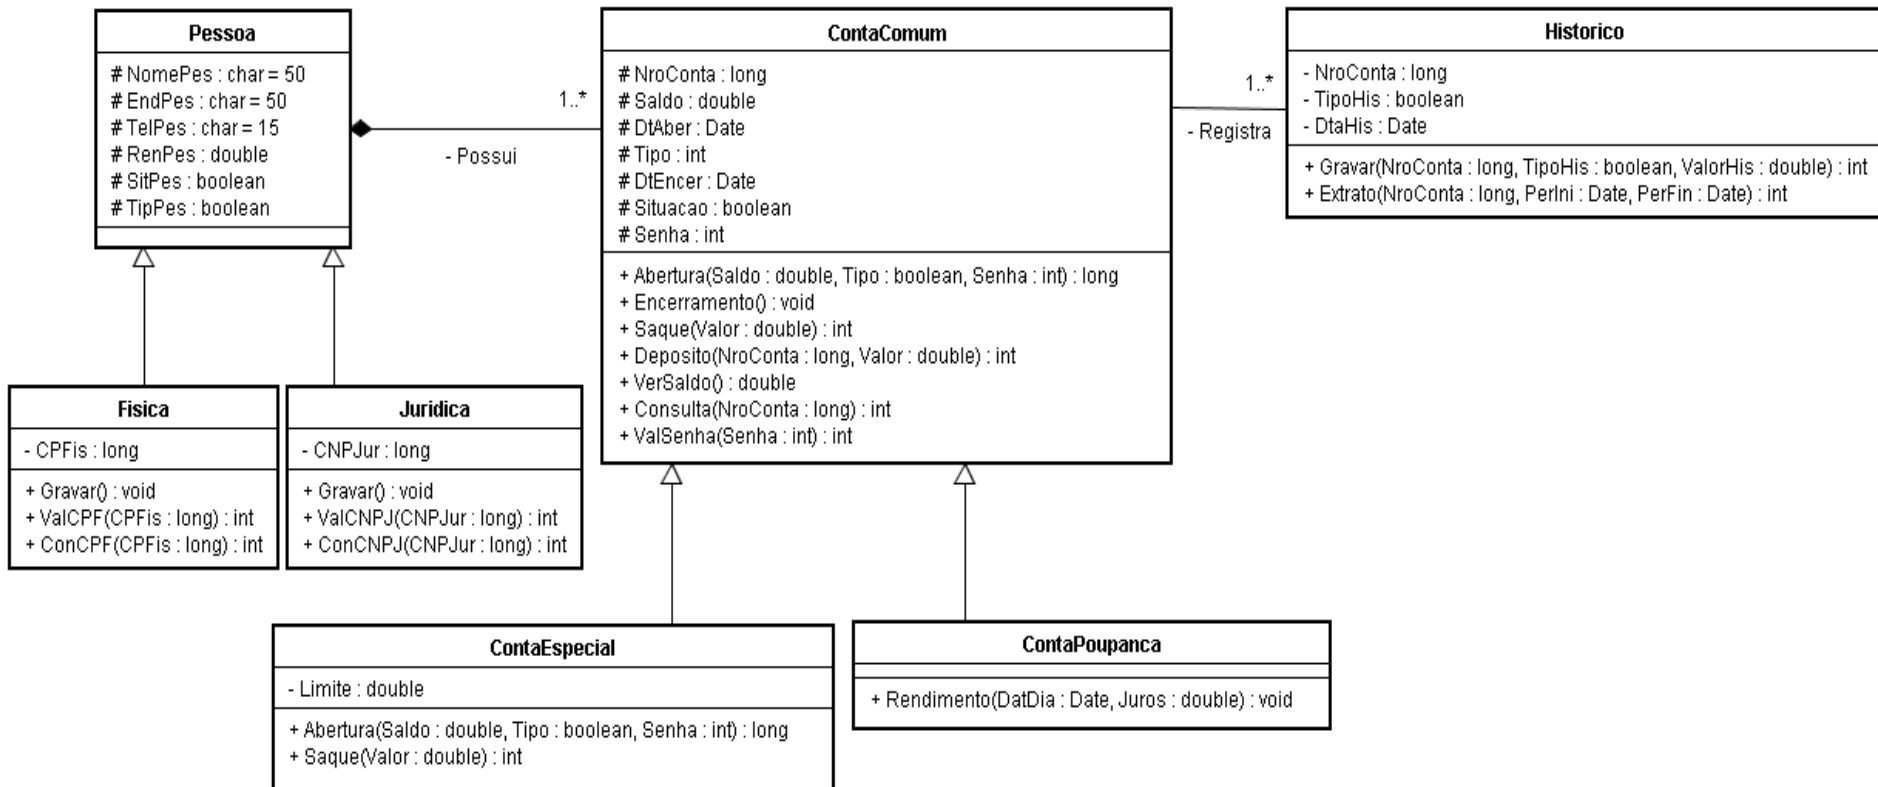 Pessoa
# NomePes : char = 50
# EndPes : char = 50
# TelPes : char = 15
# RenPes : double
# SitPes : boolean
# TipPes : boolean
1..*
- Possui
ContaComum
# NroConta : long
# Saldo : double
# DtAber : Date
# Tipo : int
# DtEncer : Date
# Situacao : boolean
# Senha : int
+ Abertura(Saldo : double, Tipo : boolean, Senha : int) : long
+ Encerramento() : void
+ Saque(Valor : double) : int
+ Deposito(NroConta : long, Valor : double) : int
+ VerSaldo() : double
+ Consulta(NroConta : long) : int
+ ValSenha(Senha : int) : int
1..*
- Registra
Historico
- NroConta : long
- TipoHis : boolean
- DtaHis : Date
+ Gravar(NroConta : long, TipoHis : boolean, ValorHis : double) : int
+ Extrato(NroConta : long, PerIni : Date, PerFin : Date) : int
Fisica
- CPFis : long
+ Gravar() : void
+ ValCPF(CPFis : long) : int
+ ConCPF(CPFis : long) : int
Juridica
- CNPJur : long
+ Gravar() : void
+ ValCNPJ(CNPJur : long) : int
+ ConCNPJ(CNPJur : long) : int
ContaEspecial
- Limite : double
+ Abertura(Saldo : double, Tipo : boolean, Senha : int) : long
+ Saque(Valor : double) : int
ContaPoupanca
+ Rendimento(DatDia : Date, Juros : double) : void